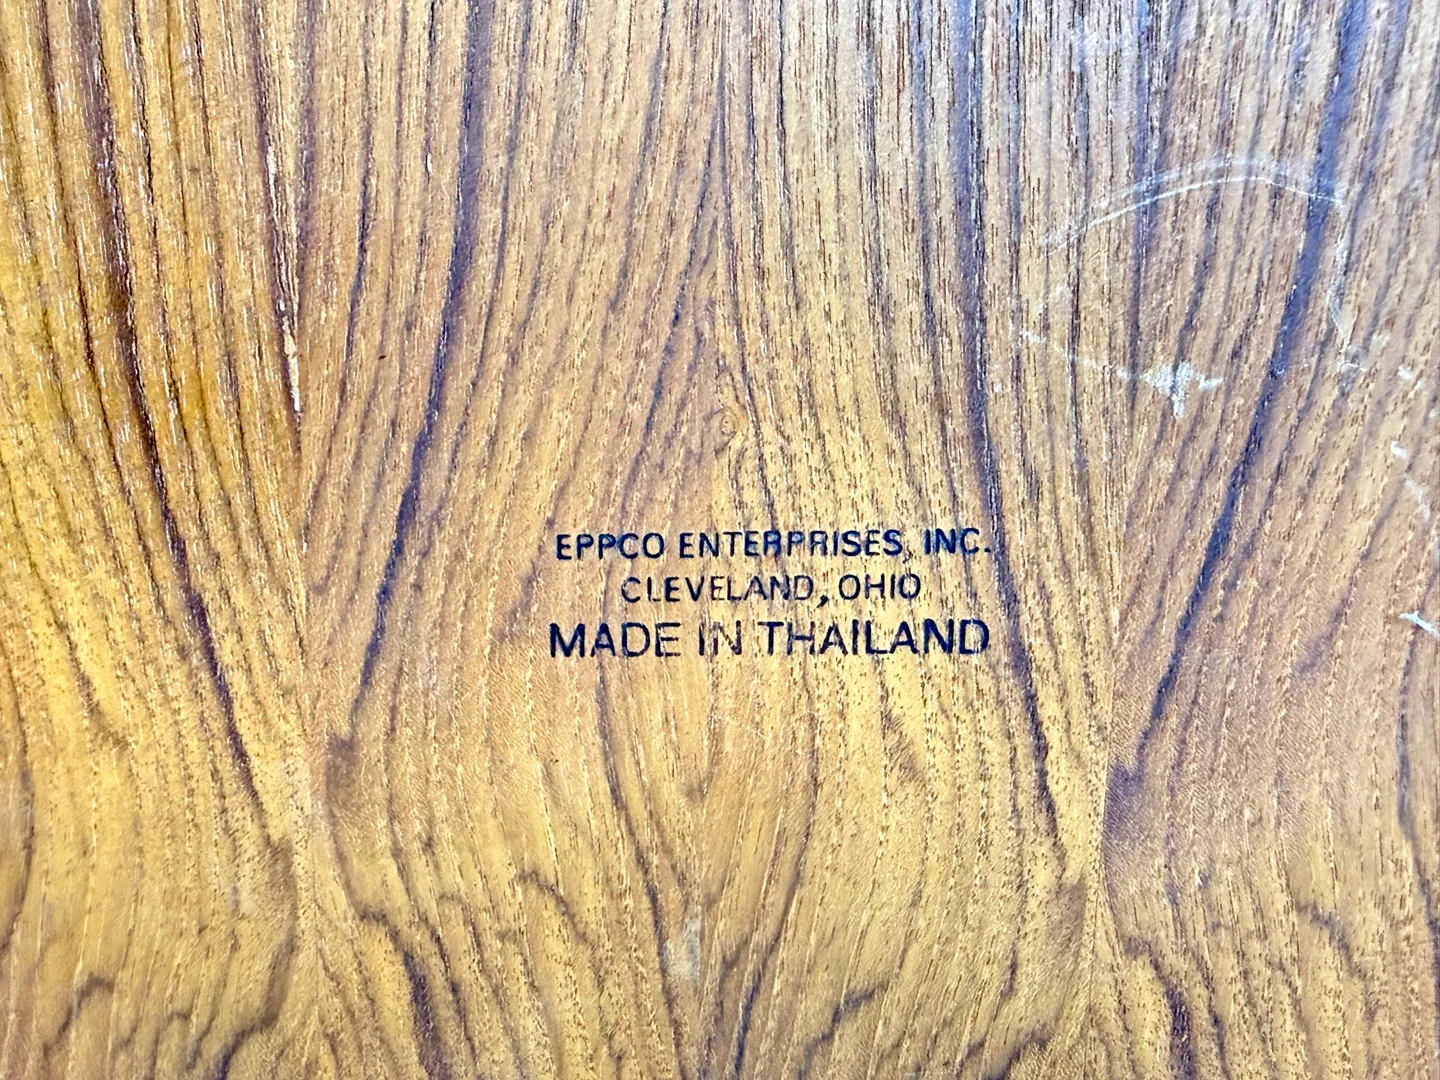 EPPCO ENTERPRISES, INC.
CLEVELAND, OHIO
MADE IN THAILAND